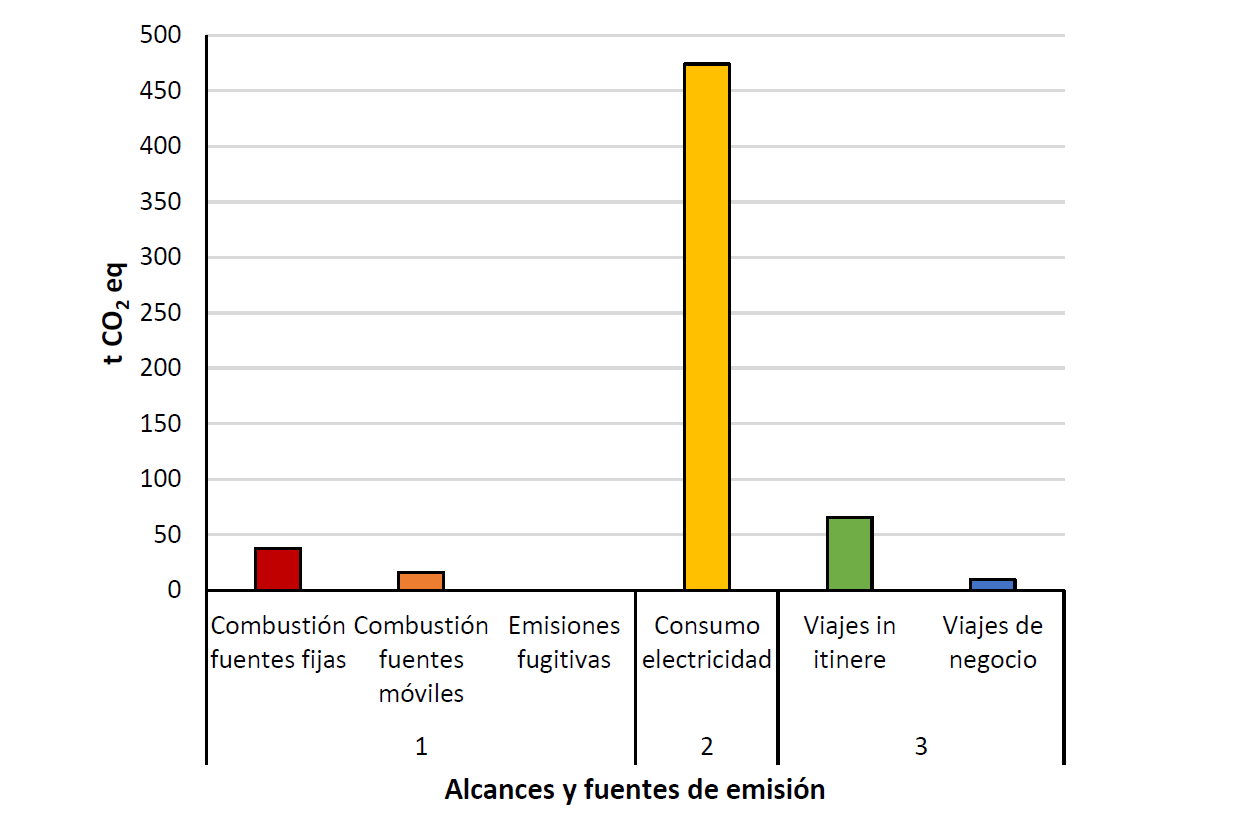 500
450
400
350
300
250
200
150
100
50
0
t CO₂ eq
Combustión fuentes fijas
Combustión fuentes móviles
Emisiones fugitivas
Consumo electricidad
Viajes in itinere
Viajes de negocio
1
2
3
Alcances y fuentes de emisión